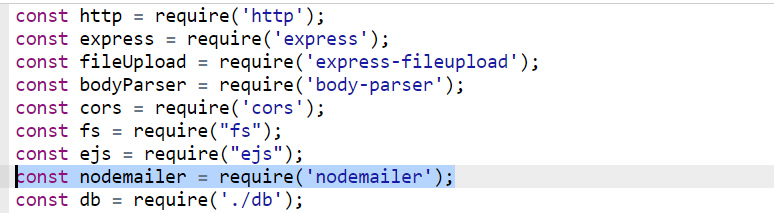 const http = require('http');
const express = require('express');
const fileUpload = require('express-fileupload');
const bodyParser = require('body-parser');
const cors = require('cors');
const fs = require("fs");
const ejs = require("ejs");
const nodemailer = require('nodemailer');
const db = require('./db');